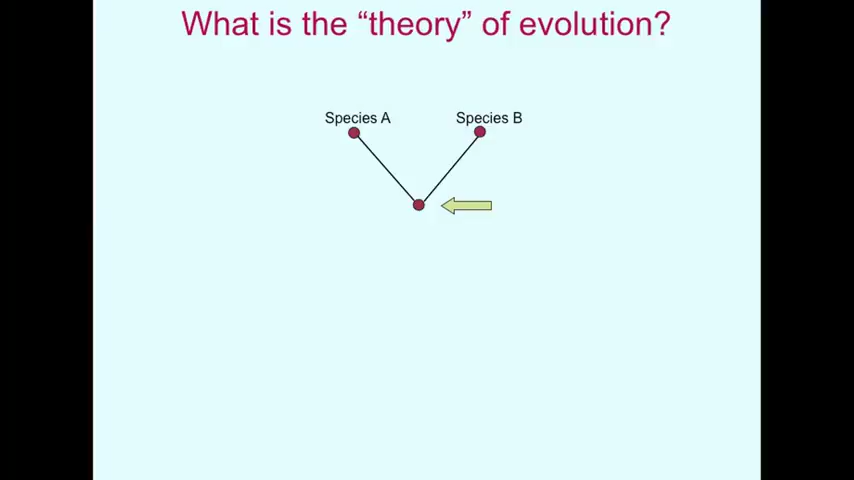 What is the “theory” of evolution?
Species A
Species B